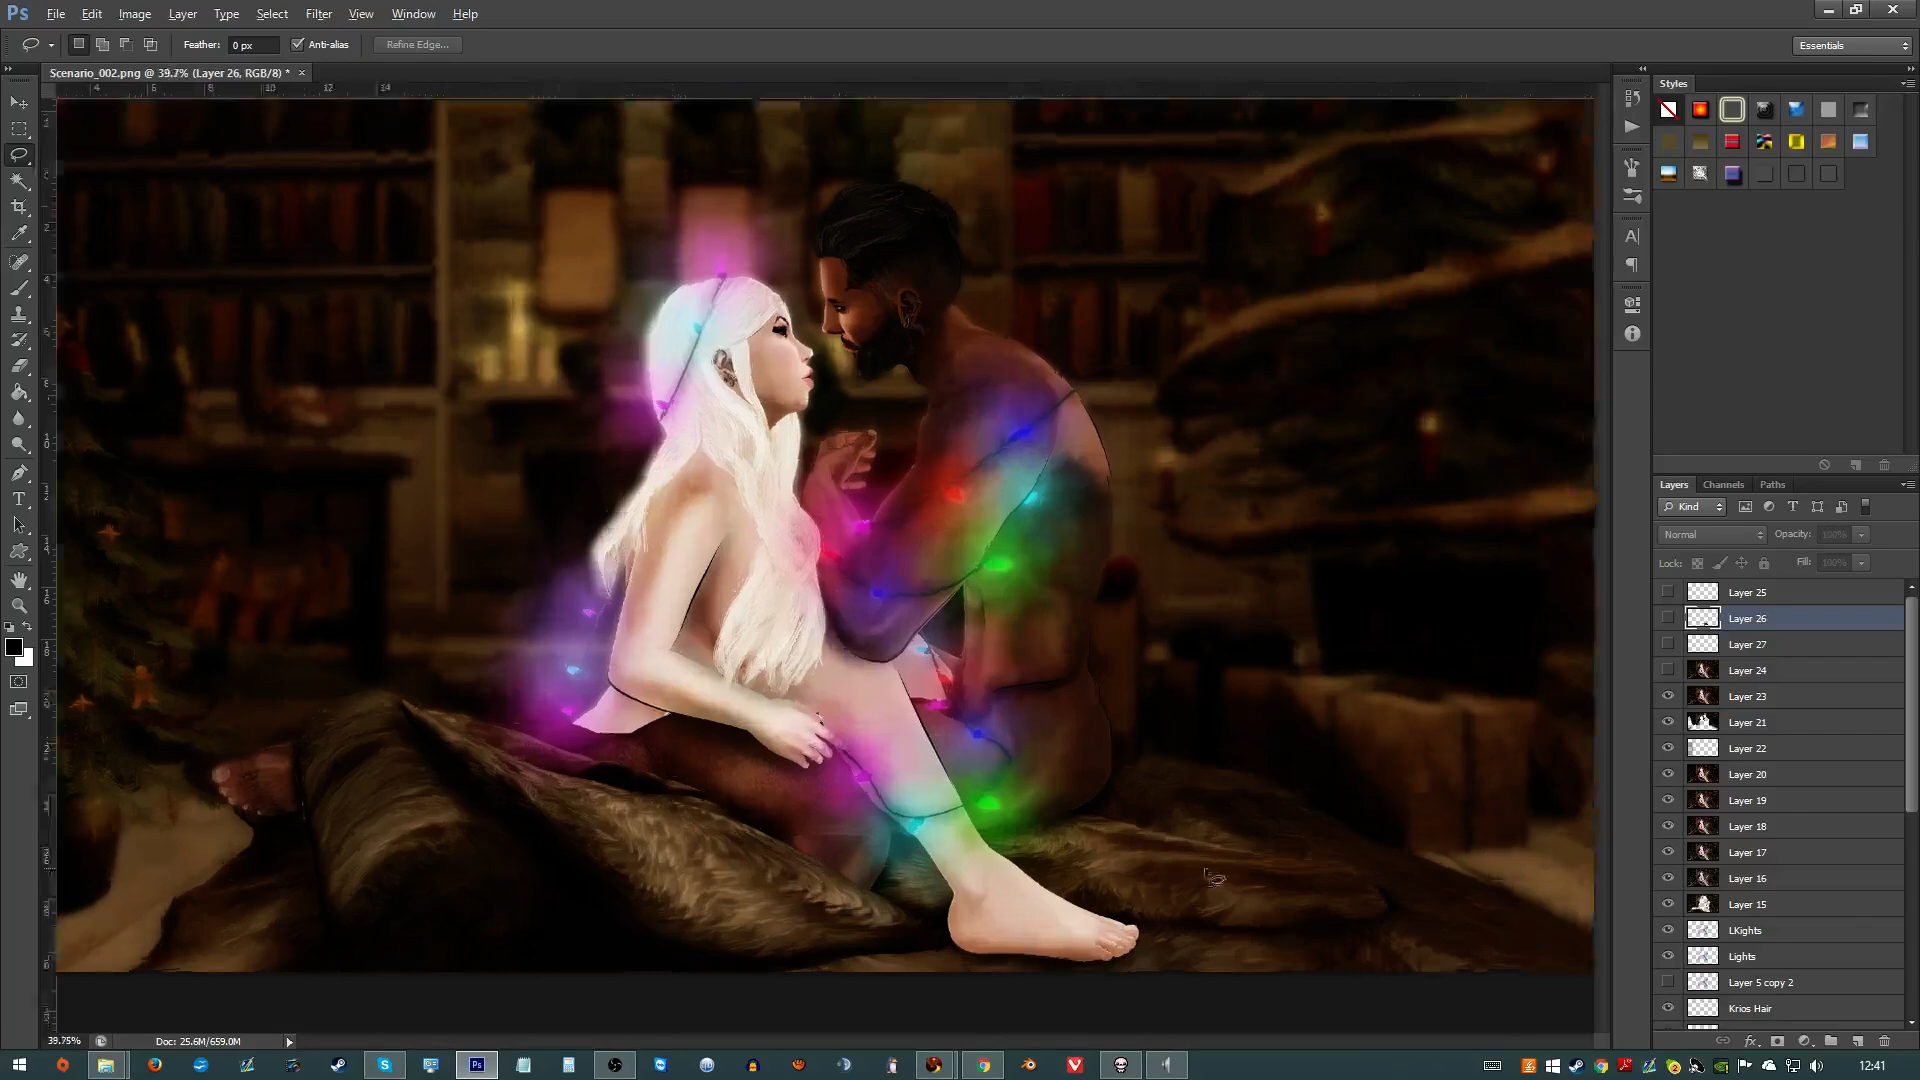 Ps File Edit Image Layer Type Select Filter View Window Help
Feather: 0 px Anti-alias Refine Edge... Essentials
Scenario_002.png @ 39.7% (Layer 26, RGB/8) * ×
Styles
Layers Channels Paths
Kind
Normal Opacity: 100%
Lock: Fill: 100%
Layer 25
Layer 26
Layer 27
Layer 24
Layer 23
Layer 21
Layer 22
Layer 20
Layer 19
Layer 18
Layer 17
Layer 16
Layer 15
LKights
Lights
Layer 5 copy 2
Krios Hair
39.75% Doc: 25.6M/659.0M
12:41